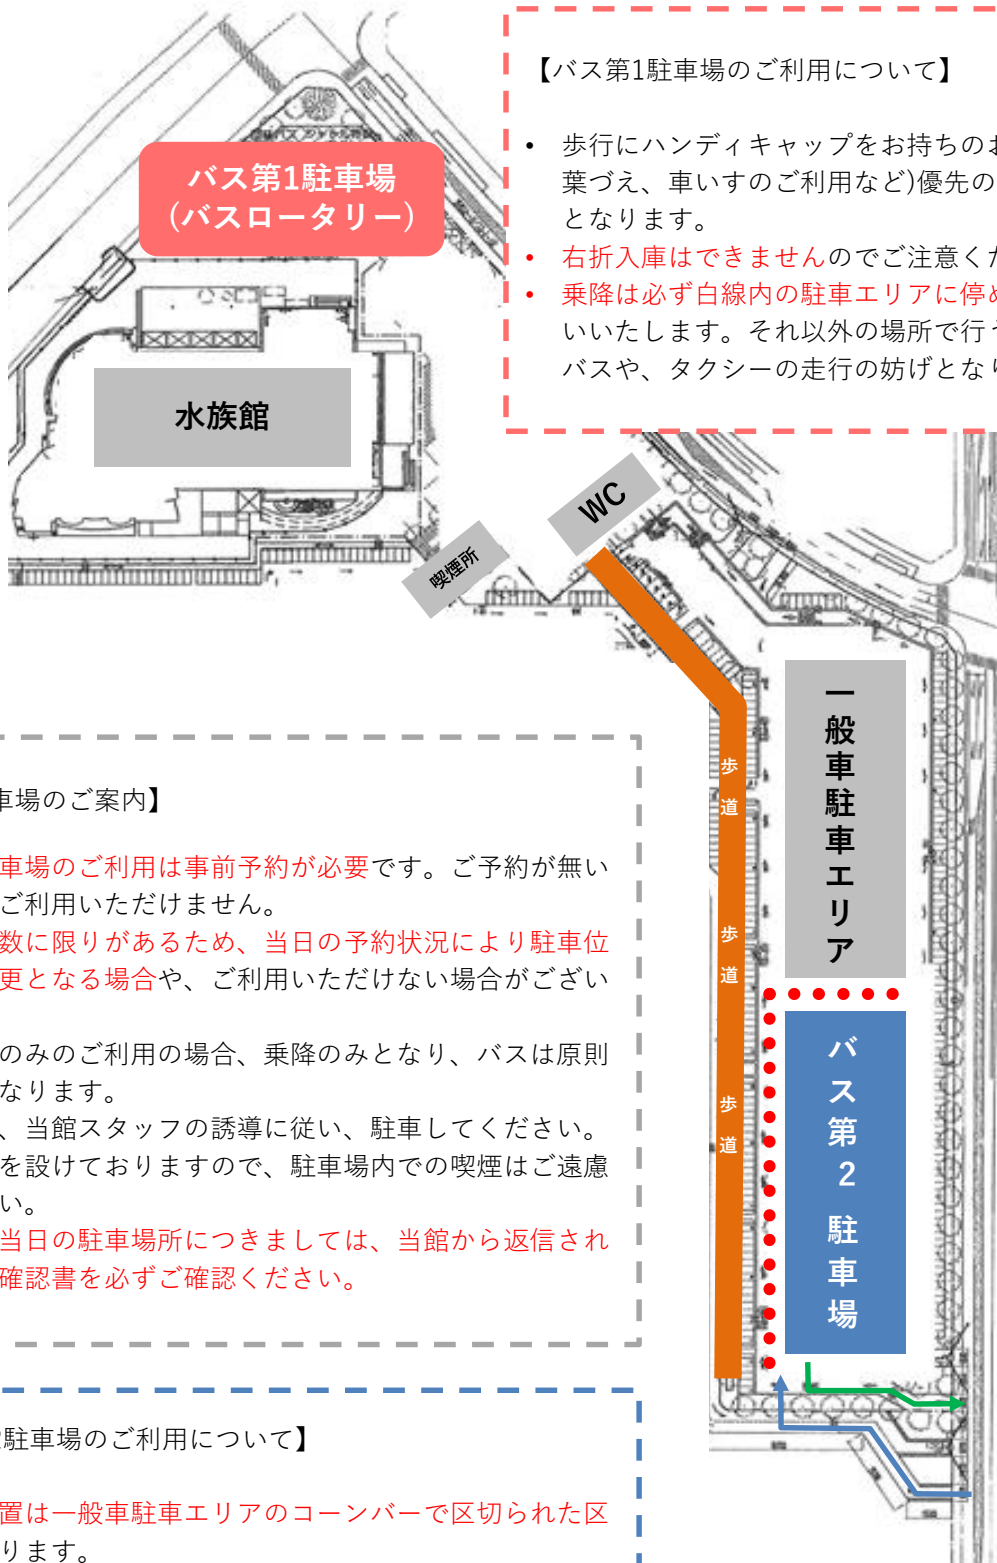 【バス第1駐車場のご利用について】
• 歩行にハンディキャップをお持ちのお
葉づえ、車いすのご利用など)優先の
となります。
• 右折入庫はできませんのでご注意くだ
• 乗降は必ず白線内の駐車エリアに停め
いいたします。それ以外の場所で行う
バスや、タクシーの走行の妨げとなり
バス第1駐車場
(バスロータリー)
水族館
WC
喫煙所
一般車駐車エリア
歩道
歩道
歩道
バス第2駐車場
車場のご案内】
車場のご利用は事前予約が必要です。ご予約が無い
ご利用いただけません。
数に限りがあるため、当日の予約状況により駐車位
更となる場合や、ご利用いただけない場合がござい
のみのご利用の場合、乗降のみとなり、バスは原則
なります。
、当館スタッフの誘導に従い、駐車してください。
を設けておりますので、駐車場内での喫煙はご遠慮
い。
当日の駐車場所につきましては、当館から返信され
確認書を必ずご確認ください。
駐車場のご利用について】
置は一般車駐車エリアのコーンバーで区切られた区
ります。